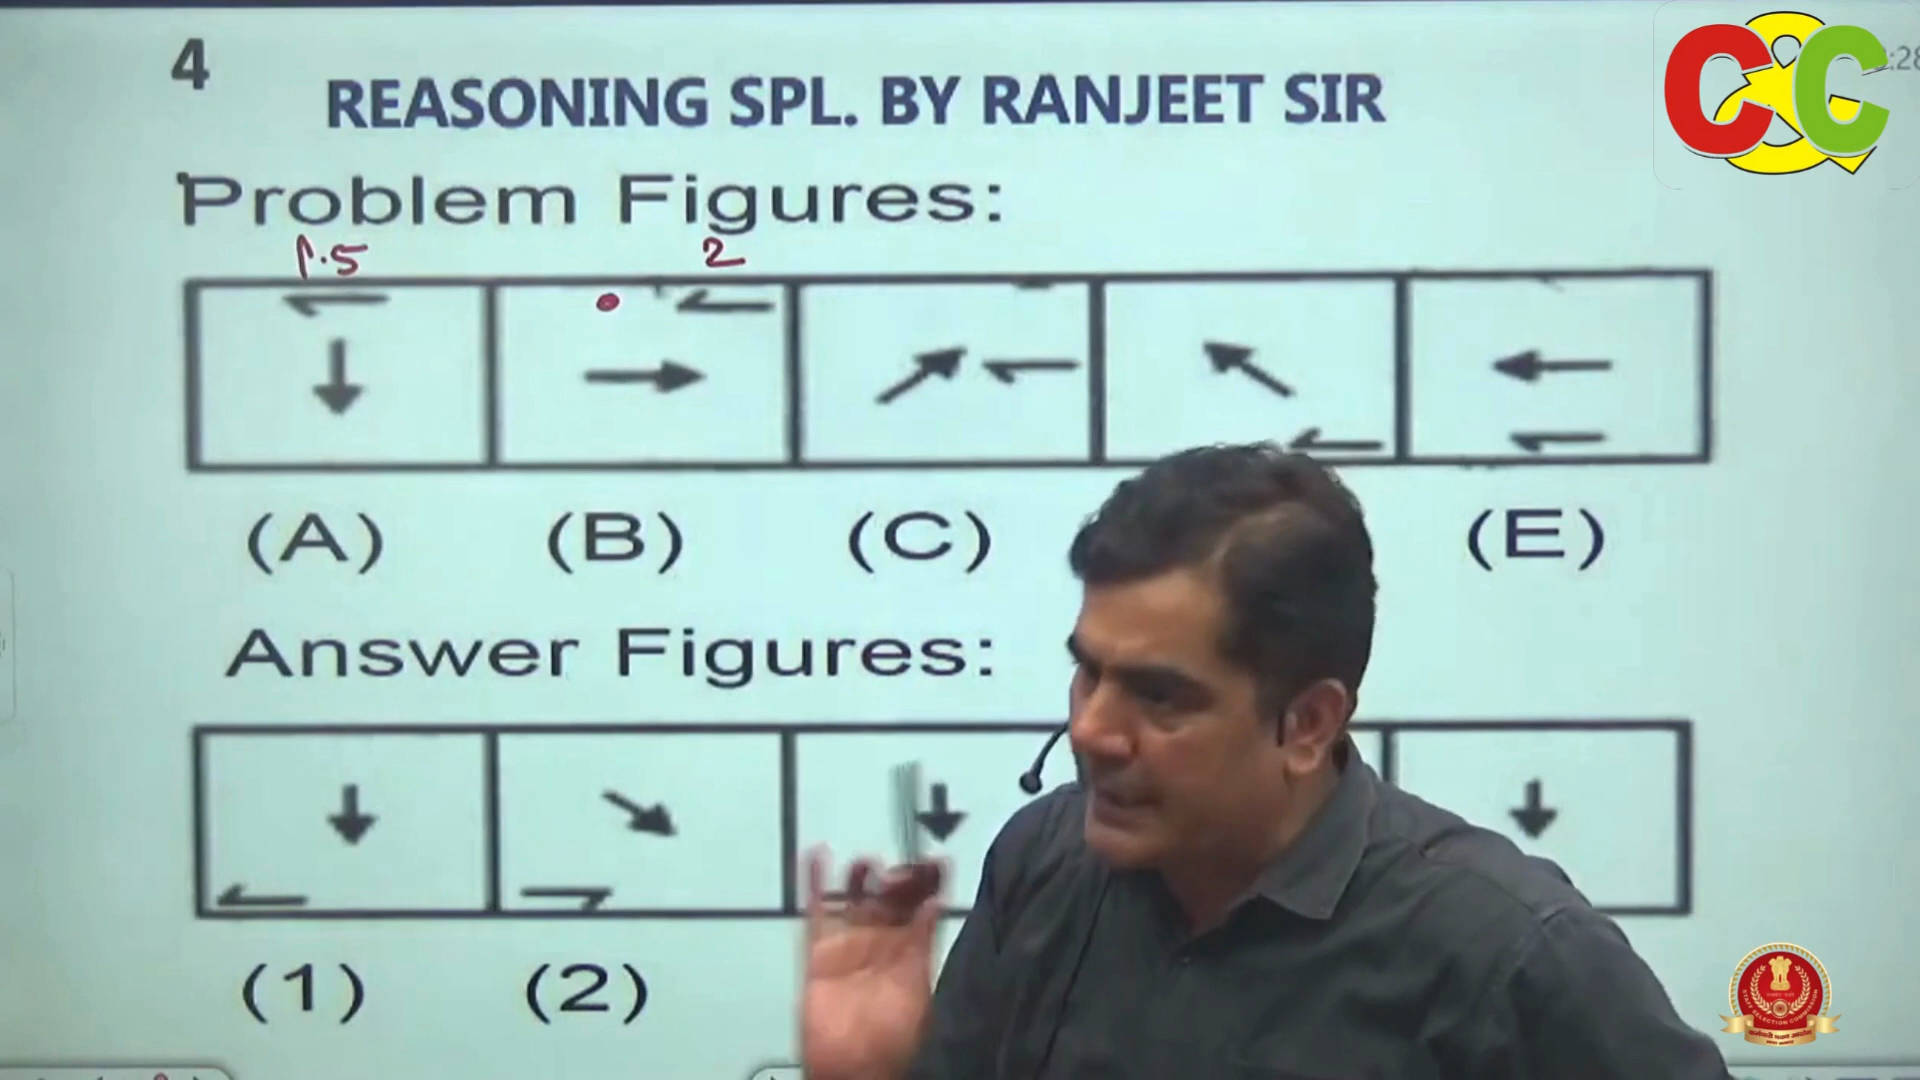 4
REASONING SPL. BY RANJEET SIR
Problem Figures:
1.5
2
(A) (B) (C) (E)
Answer Figures:
(1) (2)
C&C